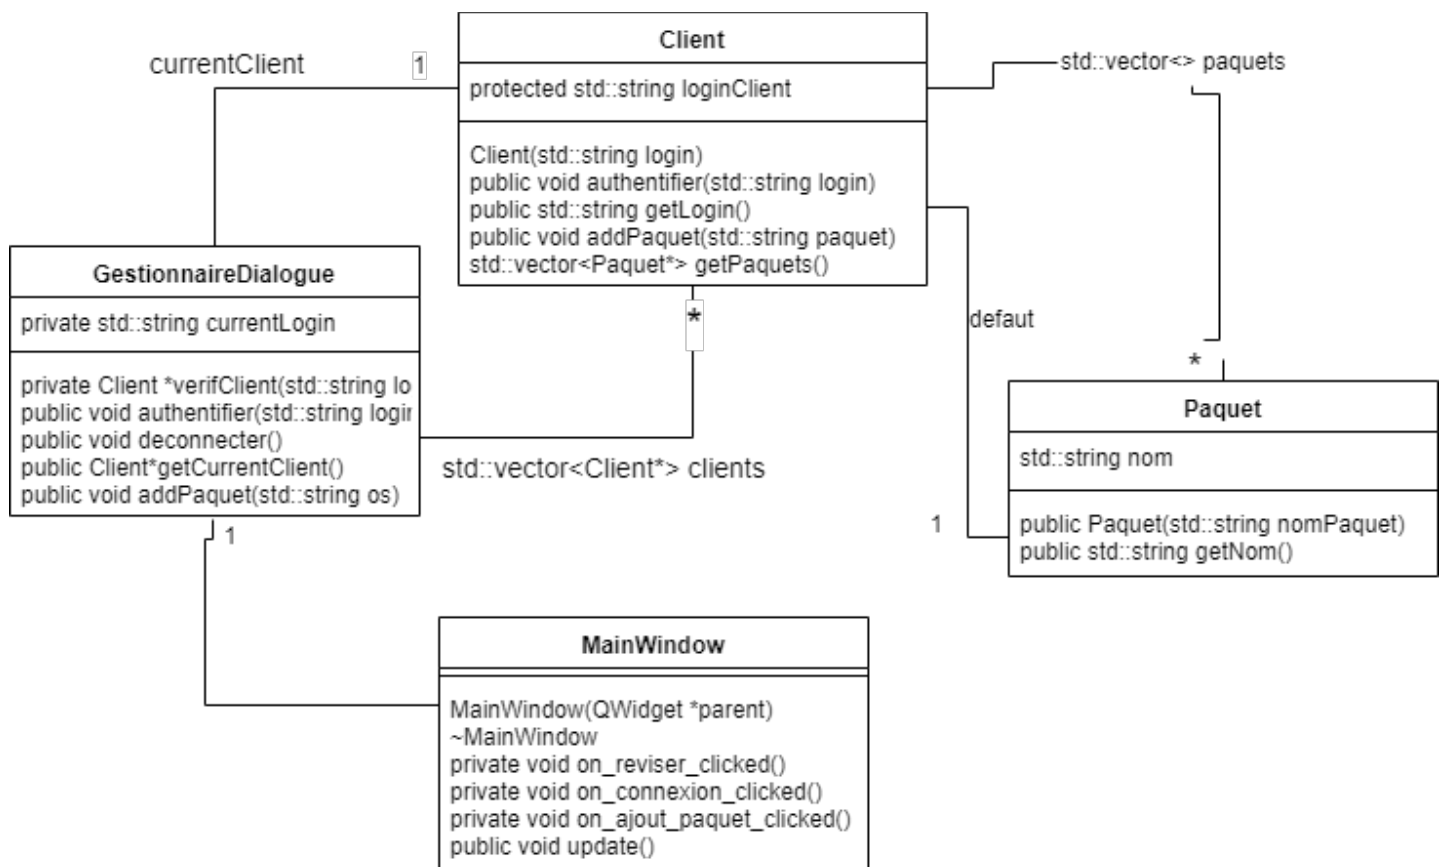 Client
currentClient
1
protected std::string loginClient
std::vector<> paquets
Client(std::string login)
public void authentifier(std::string login)
public std::string getLogin()
public void addPaquet(std::string paquet)
std::vector<Paquet*> getPaquets()
GestionnaireDialogue
private std::string currentLogin
*
defaut
private Client *verifClient(std::string lo
public void authentifier(std::string login
public void deconnecter()
public Client*getCurrentClient()
public void addPaquet(std::string os)
std::vector<Client*> clients
*
Paquet
std::string nom
1
public Paquet(std::string nomPaquet)
public std::string getNom()
1
MainWindow
MainWindow(QWidget *parent)
~MainWindow
private void on_reviser_clicked()
private void on_connexion_clicked()
private void on_ajout_paquet_clicked()
public void update()